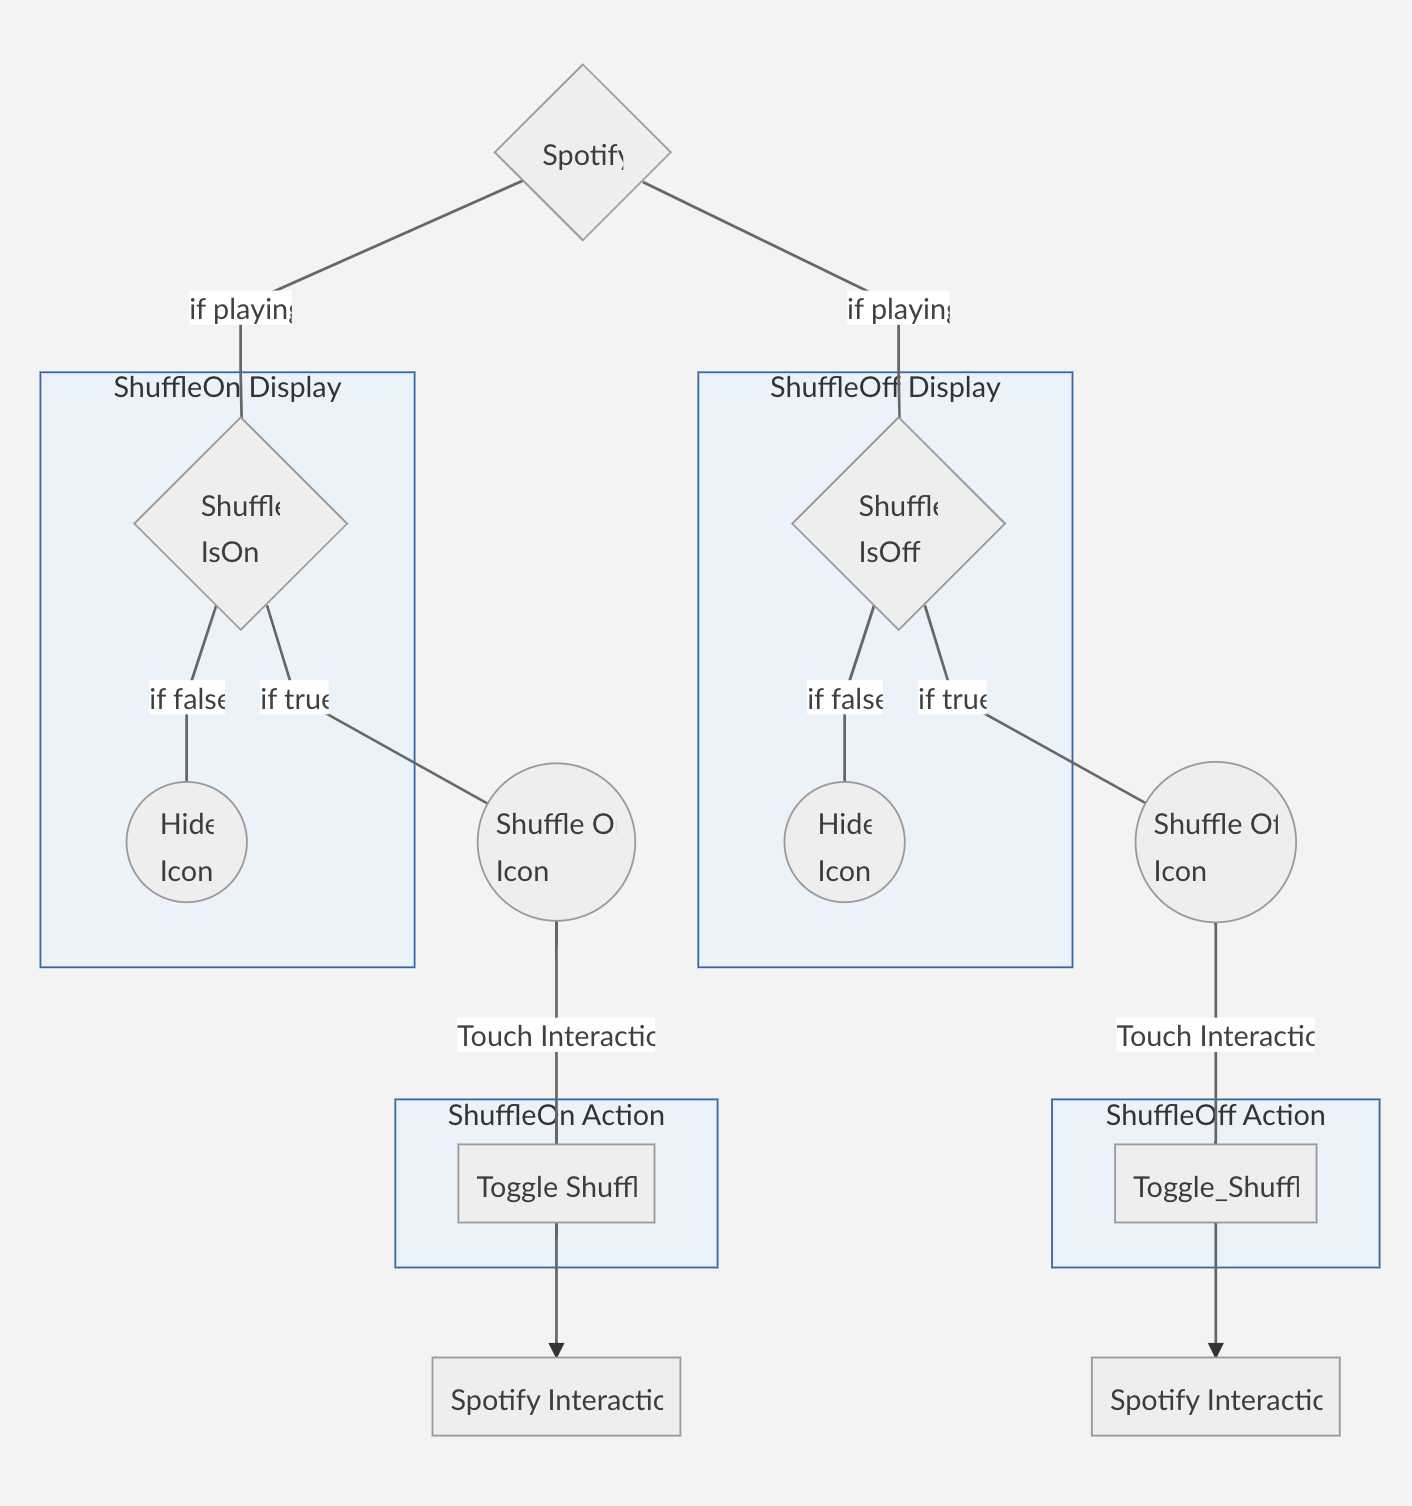 Spotify
if playing
if playing
ShuffleOn Display
ShuffleOff Display
Shuffle
IsOn
Shuffle
IsOff
if false
if true
if false
if true
Hide
Icon
Shuffle O
Icon
Hide
Icon
Shuffle Of
Icon
Touch Interactio
Touch Interactio
ShuffleOn Action
ShuffleOff Action
Toggle Shuffl
Toggle_Shuffl
Spotify Interactio
Spotify Interactio